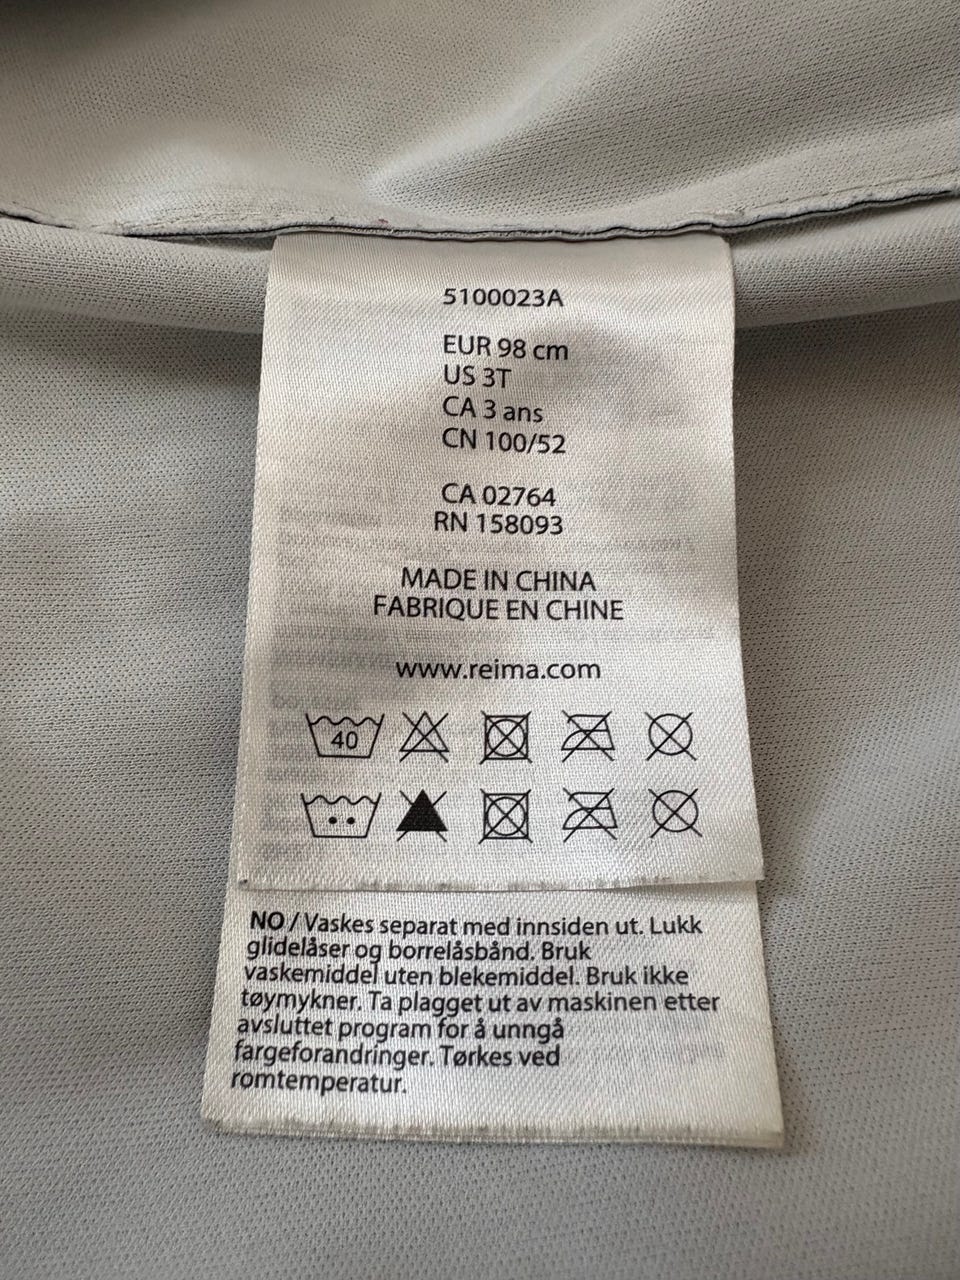 5100023A
EUR 98 cm
US 3T
CA 3 ans
CN 100/52
CA 02764
RN 158093
MADE IN CHINA
FABRIQUE EN CHINE
www.reima.com
40
NO / Vaskes separat med innsiden ut. Lukk
glidelåser og borrelåsbånd. Bruk
vaskemiddel uten blekemiddel. Bruk ikke
tøymykner. Ta plagget ut av maskinen etter
avsluttet program for å unngå
fargeforandringer. Tørkes ved
romtemperatur.